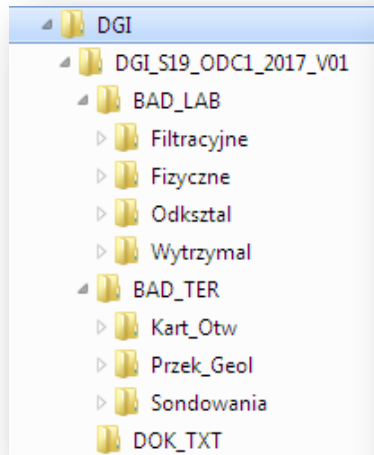 DGI
DGI_S19_ODC1_2017_V01
BAD_LAB
Filtracyjne
Fizyczne
Odksztal
Wytrzymal
BAD_TER
Kart_Otw
Przek_Geol
Sondowania
DOK_TXT